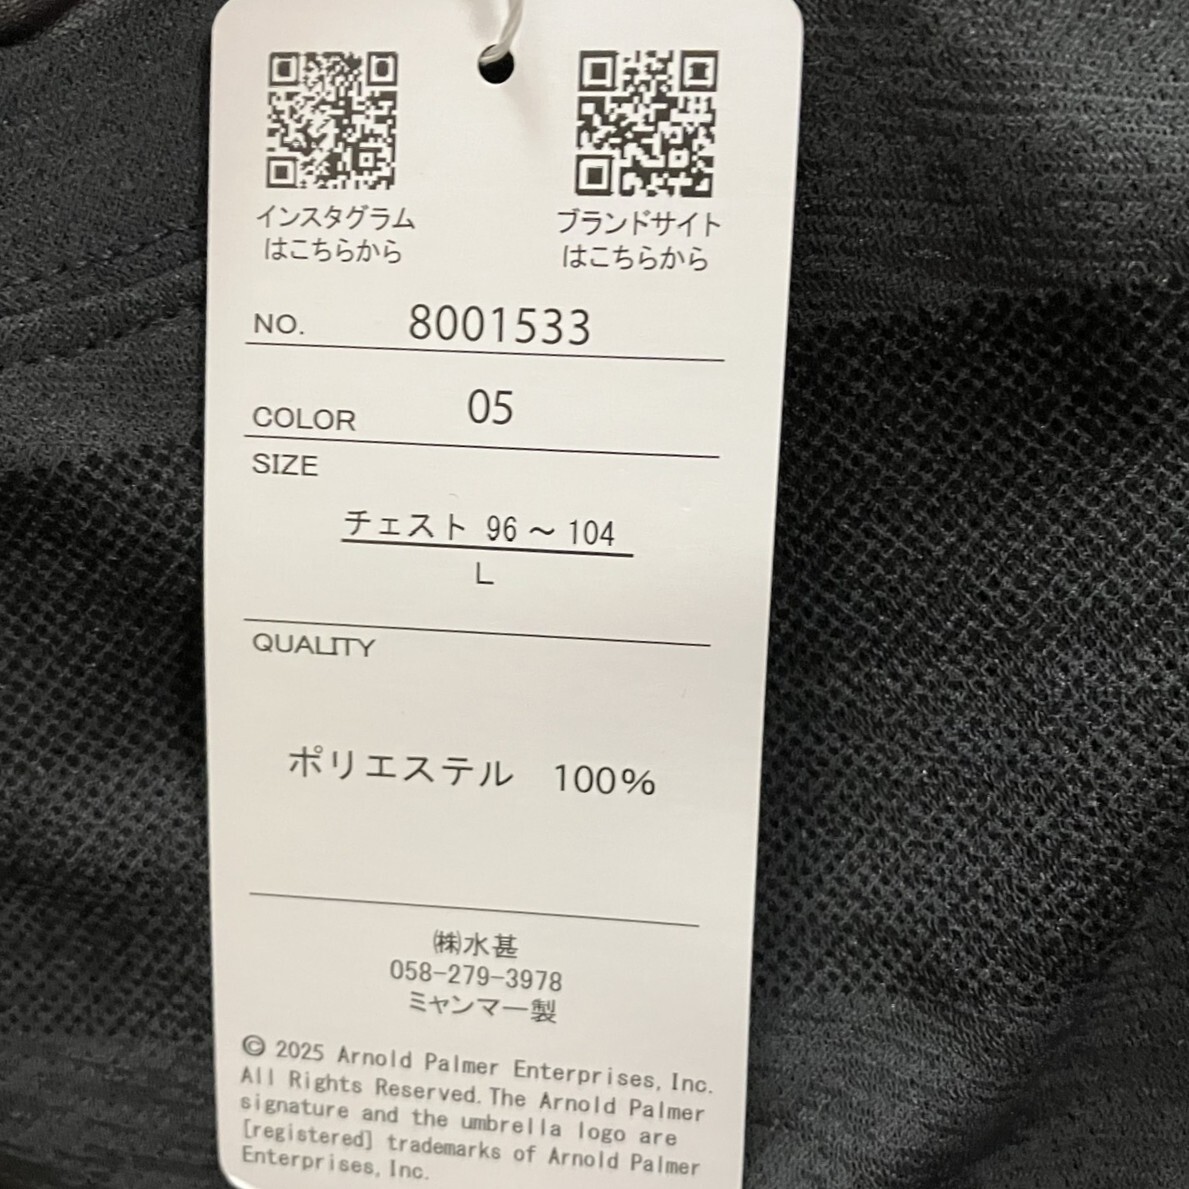 インスタグラム
はこちらから
ブランドサイト
はこちらから
NO. 8001533
COLOR 05
SIZE
チェスト 96 ~ 104
L
QUALITY
ポリエステル 100%
㈱水甚
058-279-3978
ミャンマー製
© 2025 Arnold Palmer Enterprises, Inc.
All Rights Reserved. The Arnold Palmer
signature and the umbrella logo are
[registered] trademarks of Arnold Palmer
Enterprises, Inc.